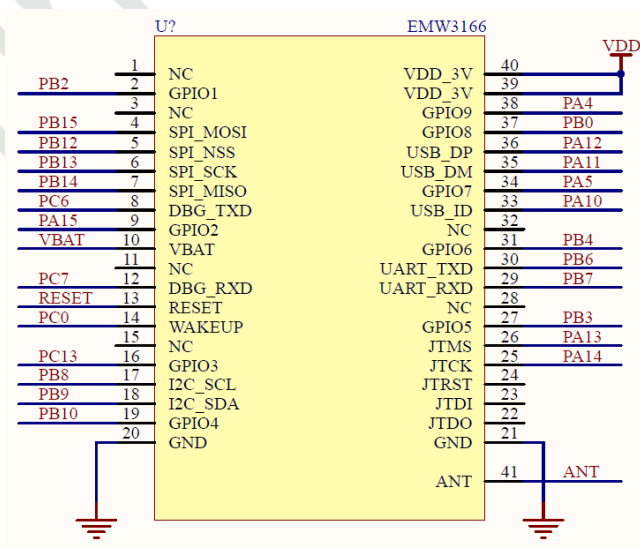 U? EMW3166
VDD
1 NC VDD_3V 40
PB2 2 GPIO1 VDD_3V 39
3 NC GPIO9 38 PA4
PB15 4 SPI_MOSI GPIO8 37 PB0
PB12 5 SPI_NSS USB_DP 36 PA12
PB13 6 SPI_SCK USB_DM 35 PA11
PB14 7 SPI_MISO GPIO7 34 PA5
PC6 8 DBG_TXD USB_ID 33 PA10
PA15 9 GPIO2 NC 32
VBAT 10 VBAT GPIO6 31 PB4
11 NC UART_TXD 30 PB6
PC7 12 DBG_RXD UART_RXD 29 PB7
RESET 13 RESET NC 28
PC0 14 WAKEUP GPIO5 27 PB3
15 NC JTMS 26 PA13
PC13 16 GPIO3 JTCK 25 PA14
PB8 17 I2C_SCL JTRST 24
PB9 18 I2C_SDA JTDI 23
PB10 19 GPIO4 JTDO 22
20 GND GND 21
ANT 41 ANT